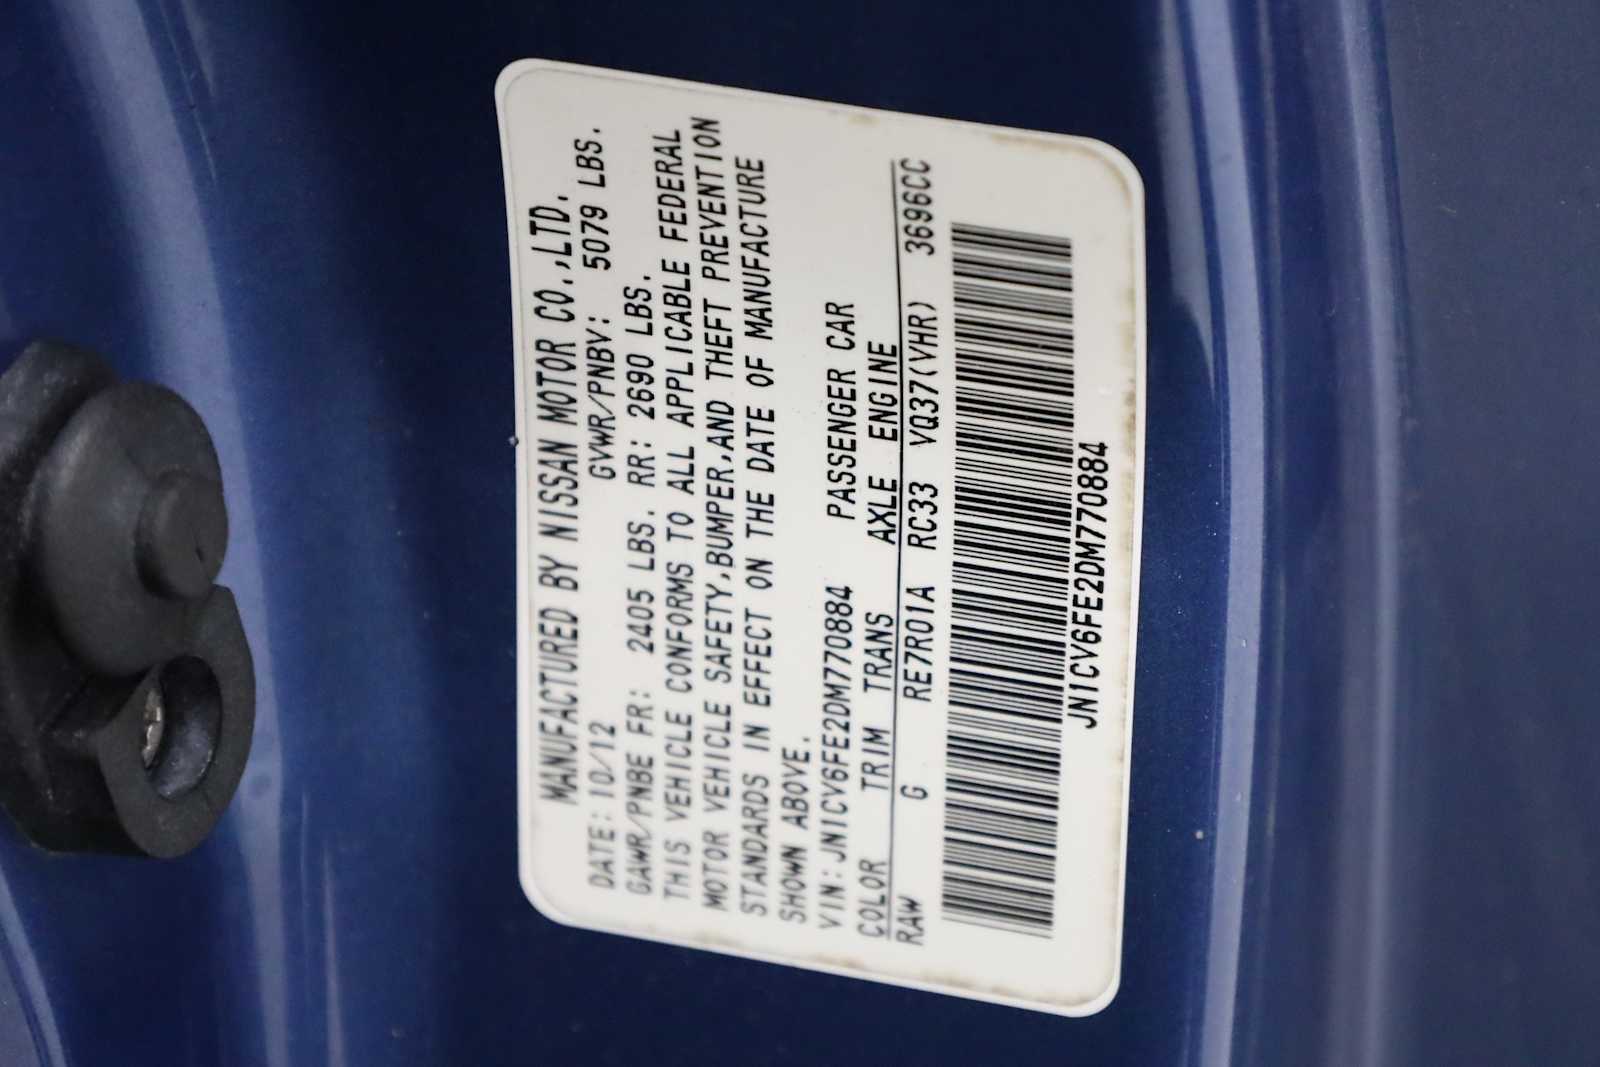 MANUFACTURED BY NISSAN MOTOR CO.,LTD.
DATE: 10/12 GVWR/PNBV: 5079 LBS.
GAWR/PNBE FR: 2405 LBS. RR: 2690 LBS.
THIS VEHICLE CONFORMS TO ALL APPLICABLE FEDERAL
MOTOR VEHICLE SAFETY,BUMPER,AND THEFT PREVENTION
STANDARDS IN EFFECT ON THE DATE OF MANUFACTURE
SHOWN ABOVE.
VIN:JN1CV6FE2DM770884 PASSENGER CAR
COLOR TRIM TRANS AXLE ENGINE
RAW G RE7R01A RC33 VQ37(VHR) 3696CC
JN1CV6FE2DM770884